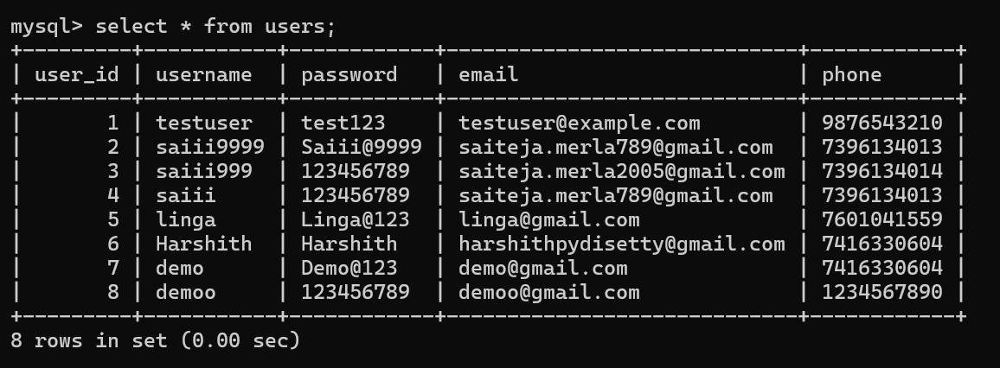 mysql> select * from users;
+---------+-----------+------------+-----------------------------+------------+
| user_id | username  | password   | email                       | phone      |
+---------+-----------+------------+-----------------------------+------------+
|       1 | testuser  | test123    | testuser@example.com        | 9876543210 |
|       2 | saiii9999 | Saiii@9999 | saiteja.merla789@gmail.com  | 7396134013 |
|       3 | saiii999  | 123456789  | saiteja.merla2005@gmail.com | 7396134014 |
|       4 | saiii     | 123456789  | saiteja.merla789@gmail.com  | 7396134013 |
|       5 | linga     | Linga@123  | linga@gmail.com             | 7601041559 |
|       6 | Harshith  | Harshith   | harshithpydisetty@gmail.com | 7416330604 |
|       7 | demo      | Demo@123   | demo@gmail.com              | 7416330604 |
|       8 | demoo     | 123456789  | demoo@gmail.com             | 1234567890 |
+---------+-----------+------------+-----------------------------+------------+
8 rows in set (0.00 sec)